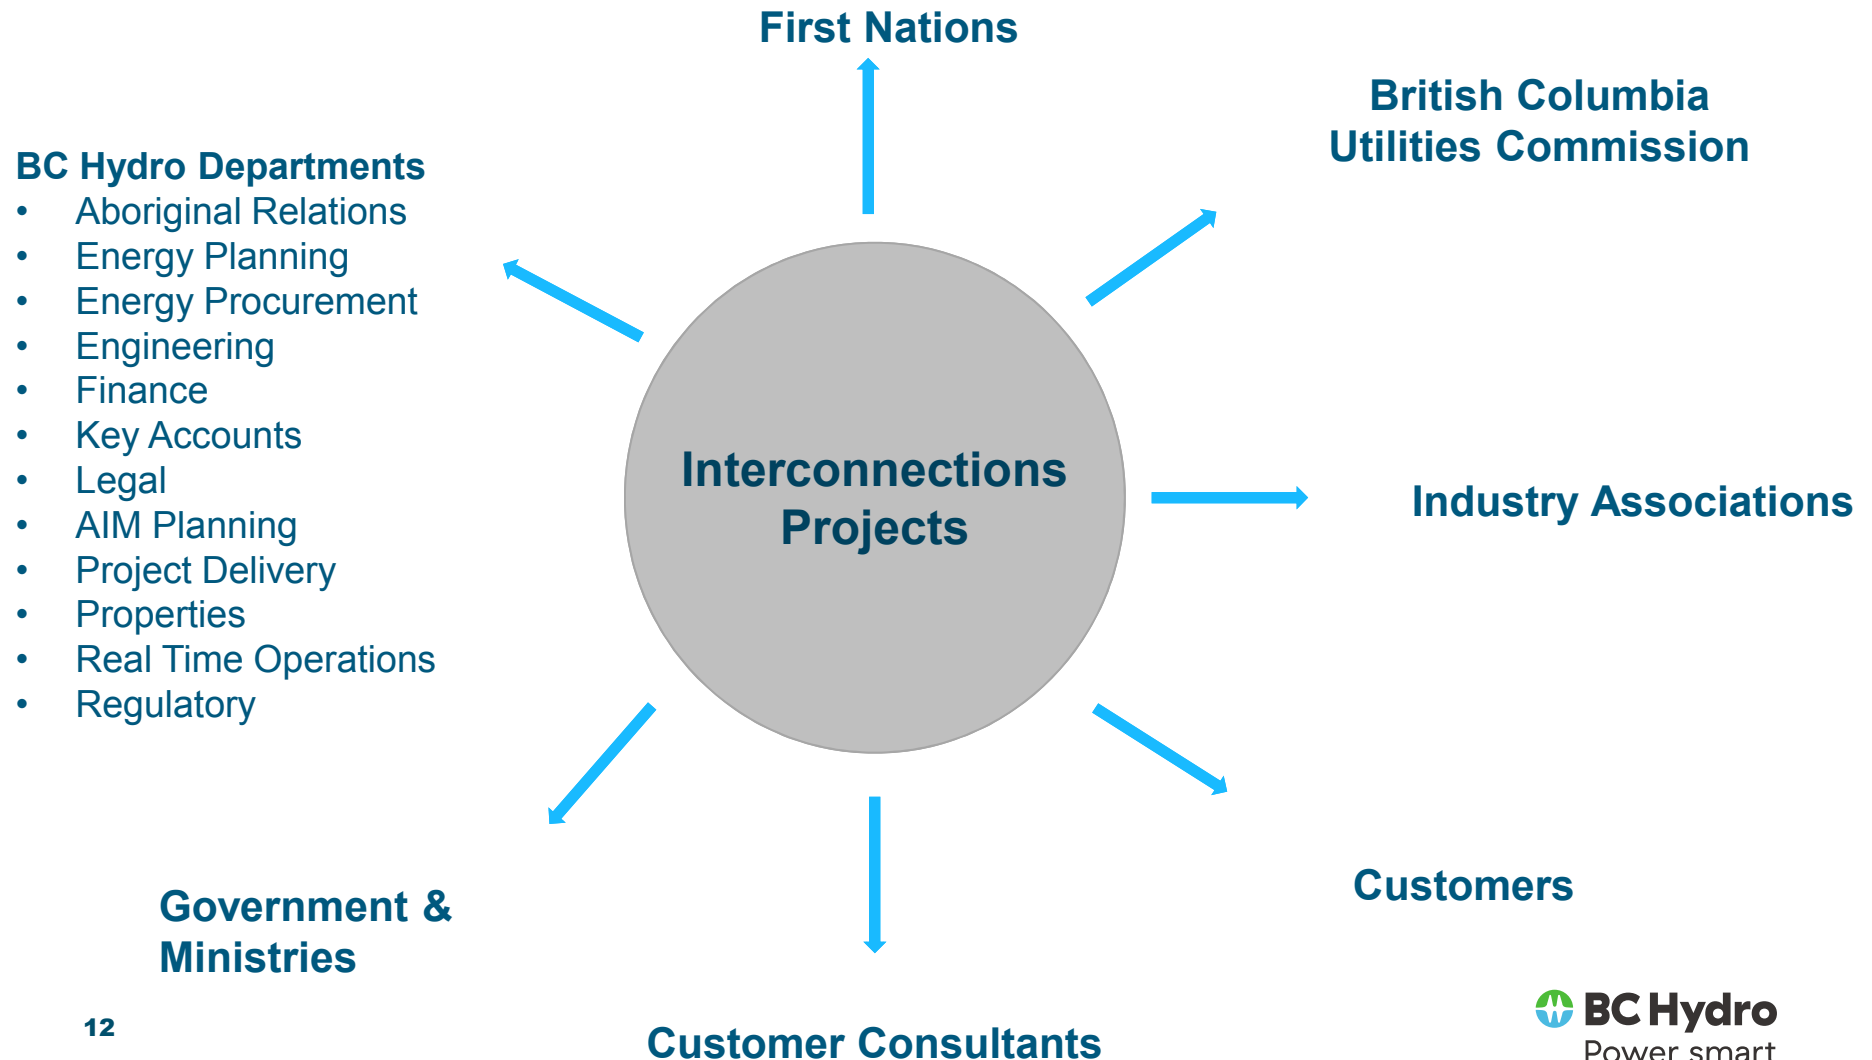 First Nations
British Columbia
Utilities Commission
BC Hydro Departments
• Aboriginal Relations
• Energy Planning
• Energy Procurement
• Engineering
• Finance
• Key Accounts
• Legal
• AIM Planning
• Project Delivery
• Properties
• Real Time Operations
• Regulatory
Interconnections
Projects
Industry Associations
Customers
Government &
Ministries
Customer Consultants
12
BC Hydro
Power smart